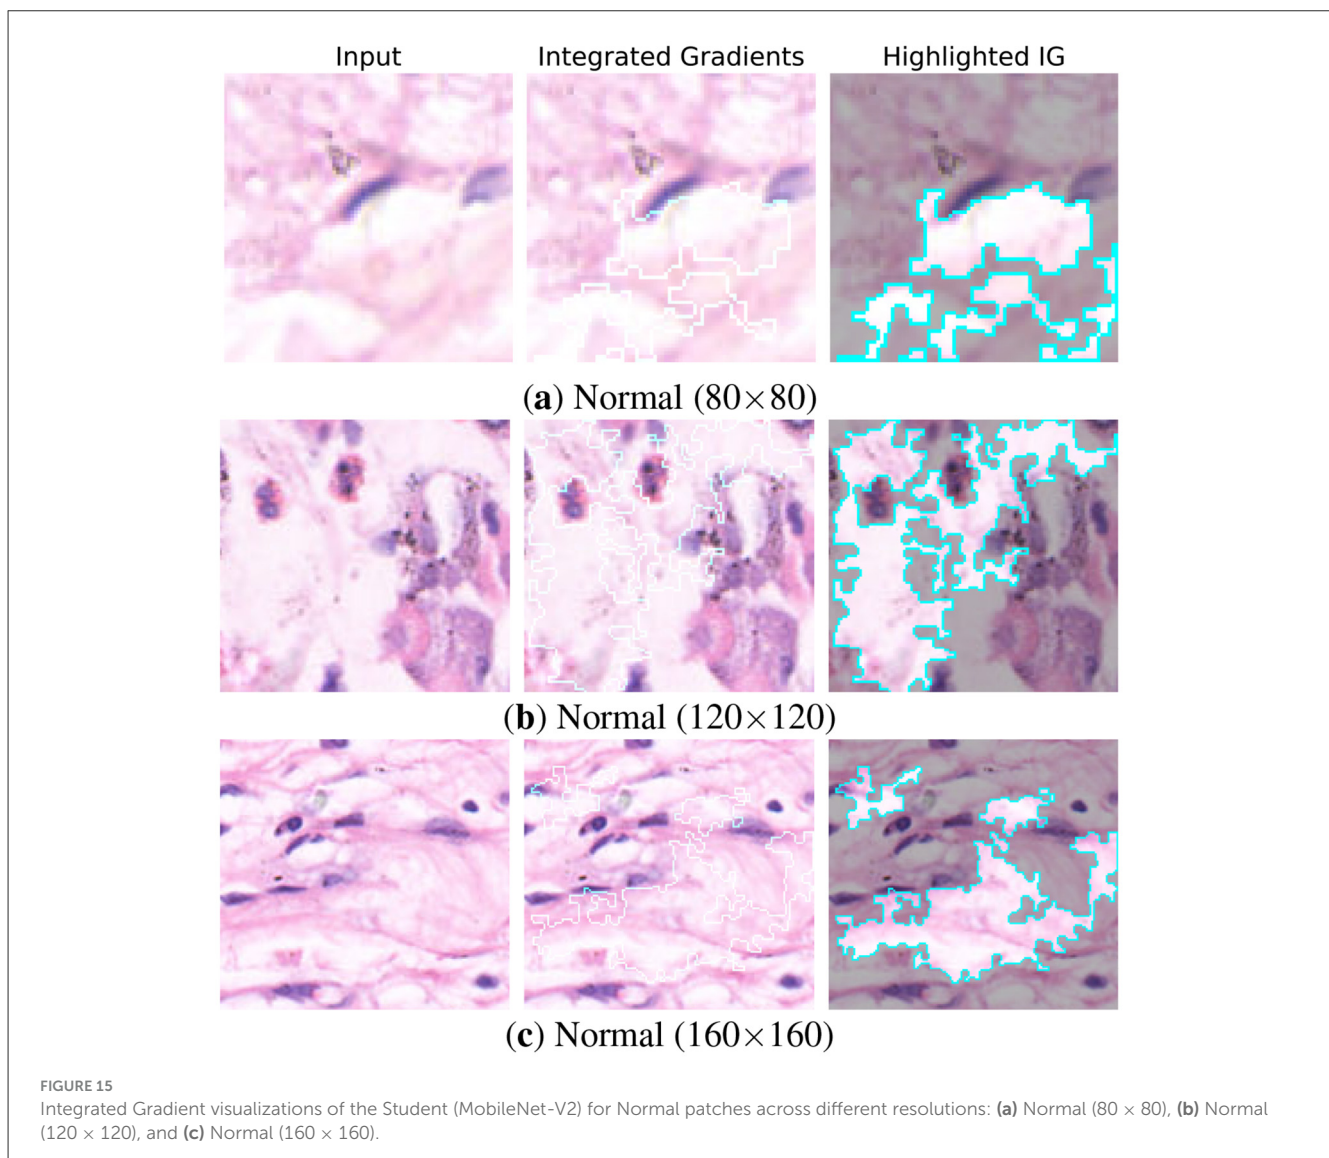 Input Integrated Gradients Highlighted IG
(a) Normal (80×80)
(b) Normal (120×120)
(c) Normal (160×160)
FIGURE 15
Integrated Gradient visualizations of the Student (MobileNet-V2) for Normal patches across different resolutions: (a) Normal (80 × 80), (b) Normal
(120 × 120), and (c) Normal (160 × 160).